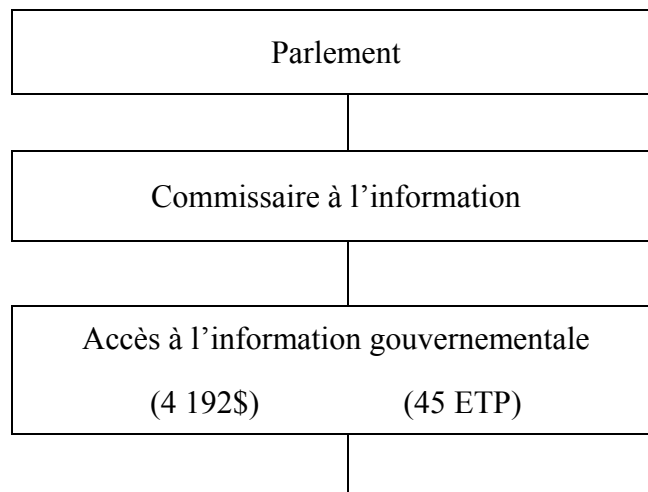 Parlement
Commissaire à l’information
Accès à l’information gouvernementale
(4 192$) (45 ETP)